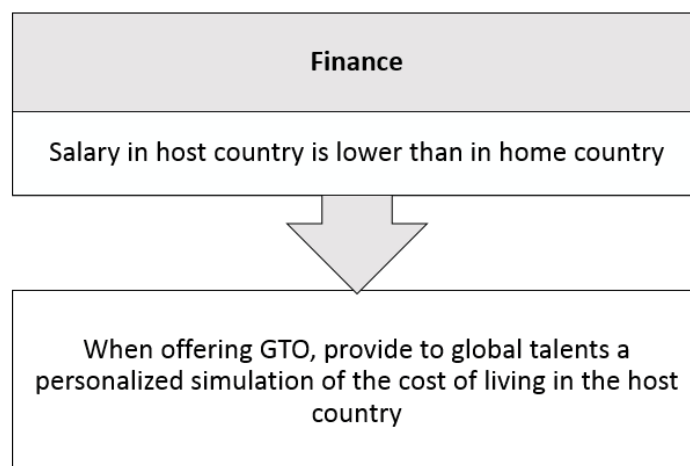 Finance
Salary in host country is lower than in home country
When offering GTO, provide to global talents a
personalized simulation of the cost of living in the host
country